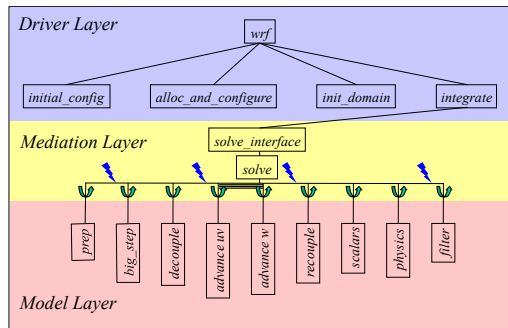 Driver Layer
wrf
initial_config
alloc_and_configure
init_domain
integrate
Mediation Layer
solve_interface
solve
prep
big_step
decouple
advance uv
advance w
recouple
scalars
physics
filter
Model Layer